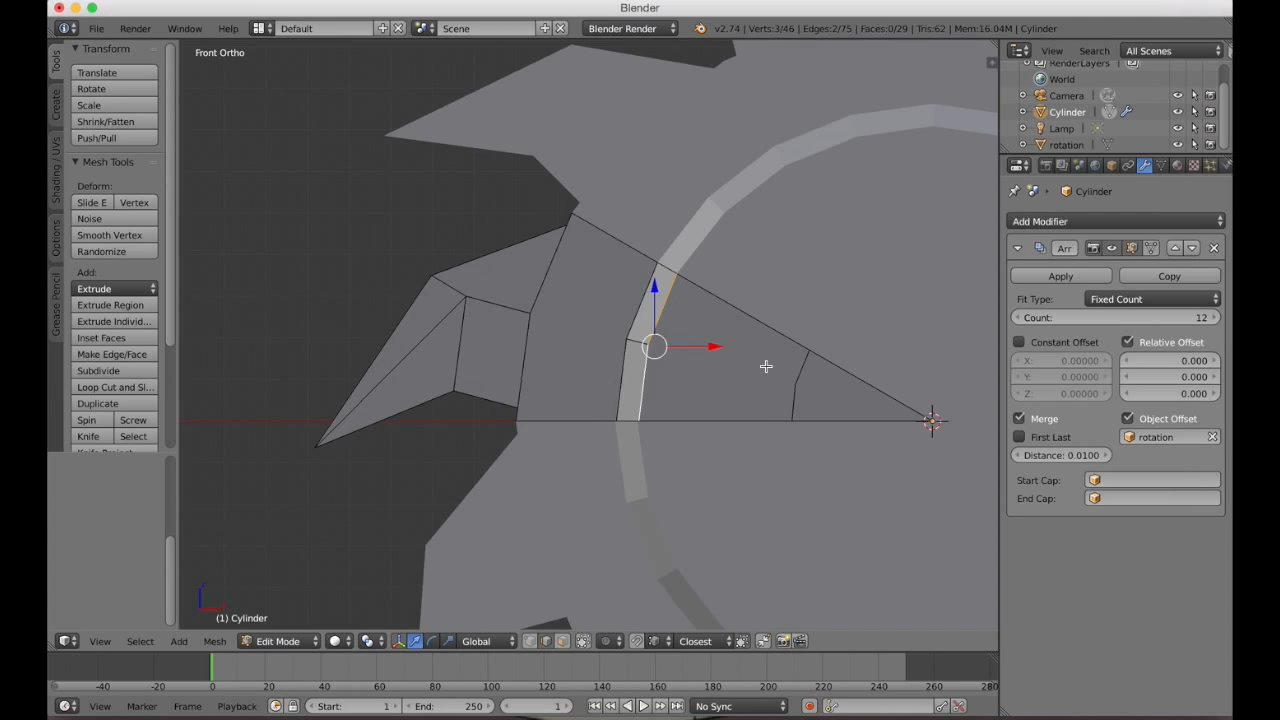 Blender
File Render Window Help Default Scene Blender Render v2.74 | Verts:3/46 | Edges:2/75 | Faces:0/29 | Tris:62 | Mem:16.04M | Cylinder
Front Ortho
Tools
Create
Shading / UVs
Options
Grease Pencil
Transform
Translate
Rotate
Scale
Shrink/Fatten
Push/Pull
Mesh Tools
Deform:
Slide E Vertex
Noise
Smooth Vertex
Randomize
Add:
Extrude
Extrude Region
Extrude Individ...
Inset Faces
Make Edge/Face
Subdivide
Loop Cut and Sl...
Duplicate
Spin Screw
Knife Select
(1) Cylinder
View Select Add Mesh Edit Mode Global Closest
-40 -20 0 20 40 60 80 100 120 140 160 180 200 220 240 260 280
View Marker Frame Playback Start: 1 End: 250 1 No Sync
View Search All Scenes
RenderLayers
World
Camera
Cylinder
Lamp
rotation
Cylinder
Add Modifier
Arr
Apply Copy
Fit Type: Fixed Count
Count: 12
Constant Offset Relative Offset
X: 0.00000 0.000
Y: 0.00000 0.000
Z: 0.00000 0.000
Merge Object Offset
First Last rotation
Distance: 0.0100
Start Cap:
End Cap: